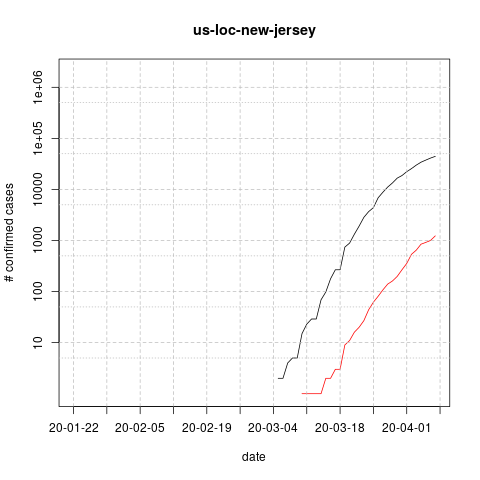 us-loc-new-jersey
# confirmed cases
1e+06
1e+05
10000
1000
100
10
20-01-22 20-02-05 20-02-19 20-03-04 20-03-18 20-04-01
date